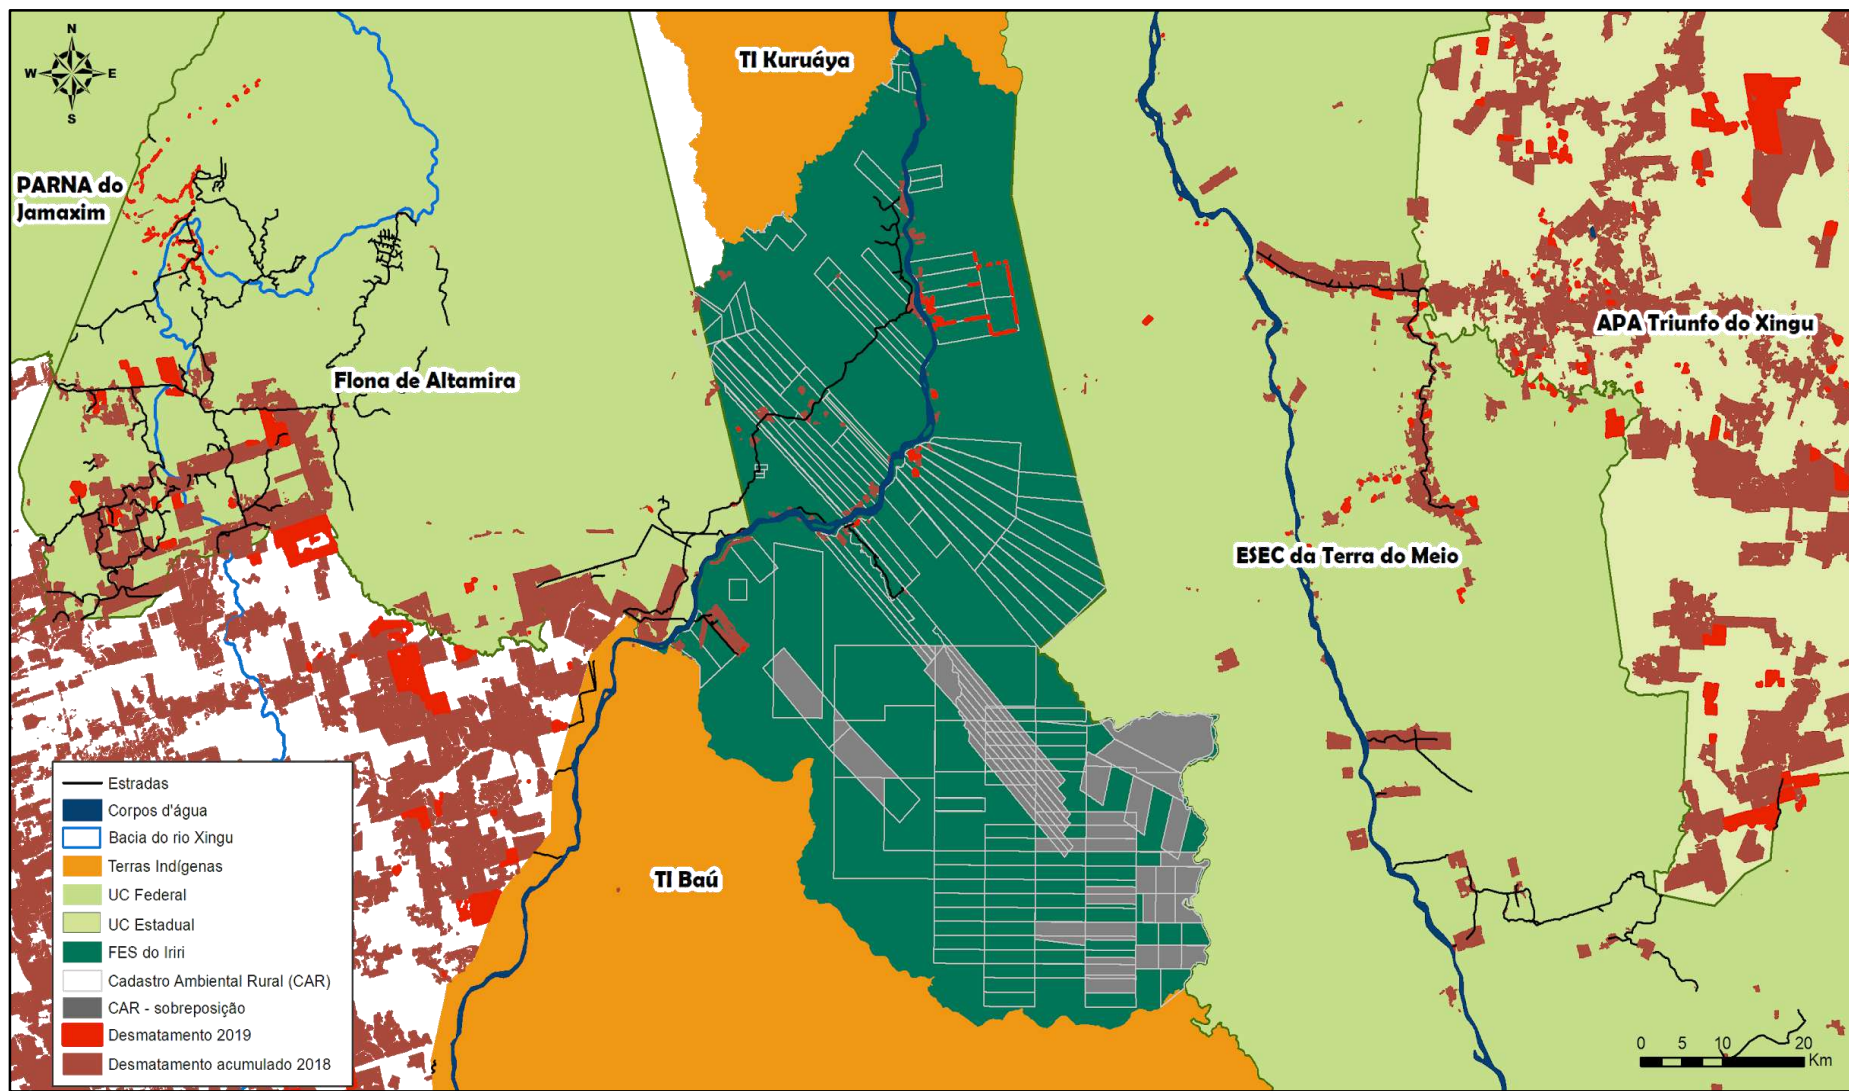 N
W E
S
TI Kuruáya
PARNA do
Jamaxim
APA Triunfo do Xingu
Flona de Altamira
ESEC da Terra do Meio
TI Baú
Estradas
Corpos d'água
Bacia do rio Xingu
Terras Indígenas
UC Federal
UC Estadual
FES do Iriri
Cadastro Ambiental Rural (CAR)
CAR - sobreposição
Desmatamento 2019
Desmatamento acumulado 2018
0 5 10 20
Km